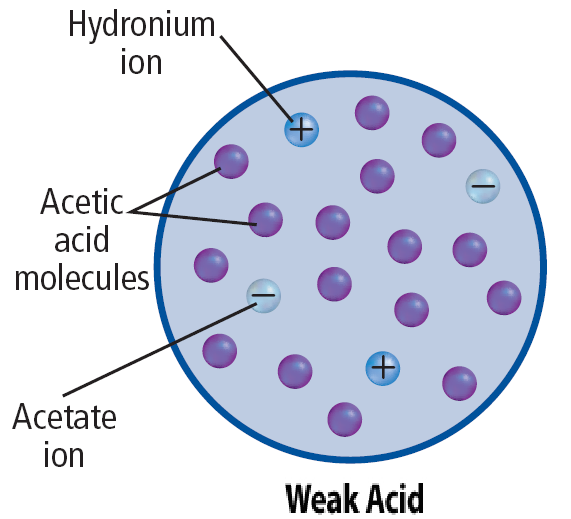 Hydronium
ion
+
−
Acetic
acid
molecules
−
+
Acetate
ion
Weak Acid